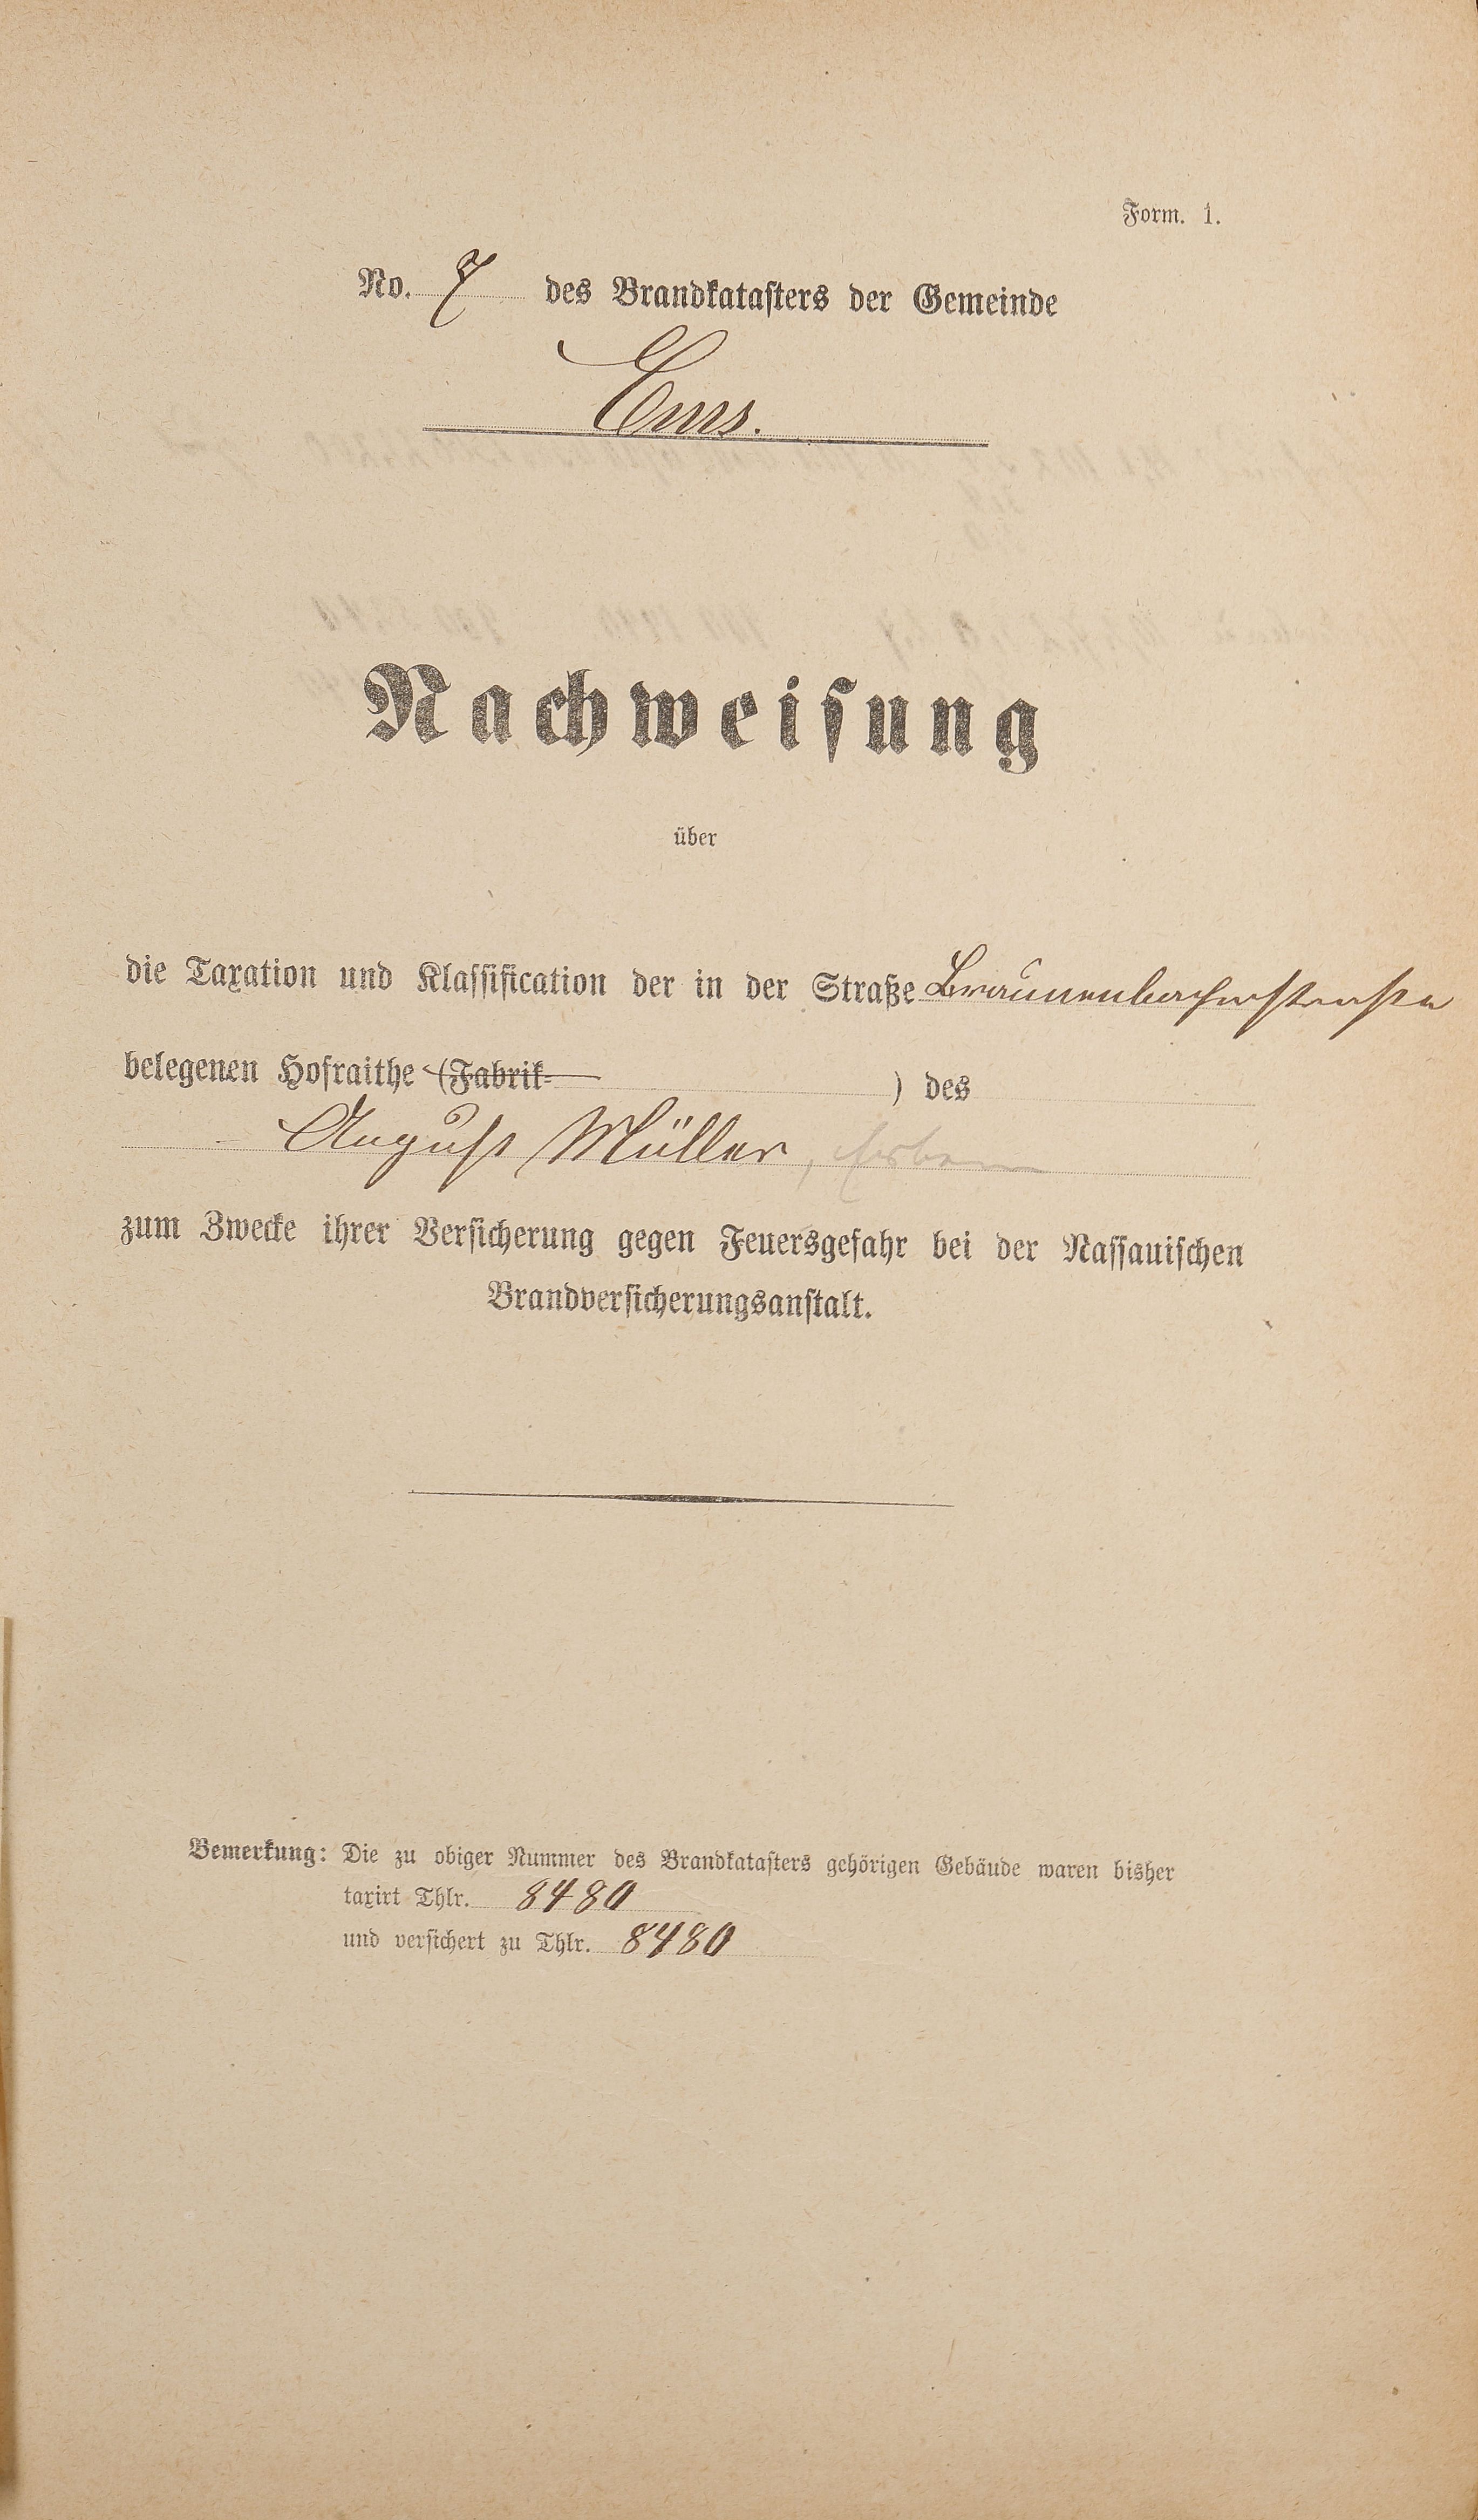 Form. 1.
No. 7 des Brandkatasters der Gemeinde
Ems.
Nachweisung
über
die Taxation und Klassification der in der Straße Braunenbacherstraße
belegenen Hofraithe (Fabrik- ) des
August Müller, Erben
zum Zwecke ihrer Versicherung gegen Feuersgefahr bei der Nassauischen
Brandversicherungsanstalt.
Bemerkung: Die zu obiger Nummer des Brandkatasters gehörigen Gebäude waren bisher
taxirt Thlr. 8480
und versichert zu Thlr. 8480